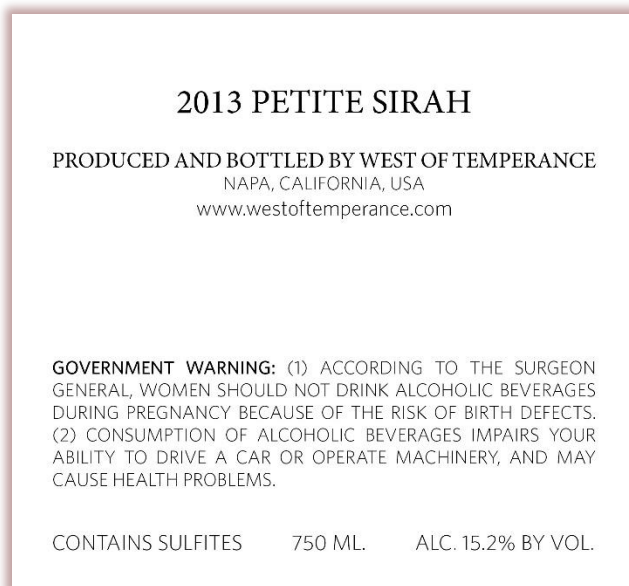 2013 PETITE SIRAH
PRODUCED AND BOTTLED BY WEST OF TEMPERANCE
NAPA, CALIFORNIA, USA
www.westoftemperance.com
GOVERNMENT WARNING: (1) ACCORDING TO THE SURGEON
GENERAL, WOMEN SHOULD NOT DRINK ALCOHOLIC BEVERAGES
DURING PREGNANCY BECAUSE OF THE RISK OF BIRTH DEFECTS.
(2) CONSUMPTION OF ALCOHOLIC BEVERAGES IMPAIRS YOUR
ABILITY TO DRIVE A CAR OR OPERATE MACHINERY, AND MAY
CAUSE HEALTH PROBLEMS.
CONTAINS SULFITES 750 ML. ALC. 15.2% BY VOL.